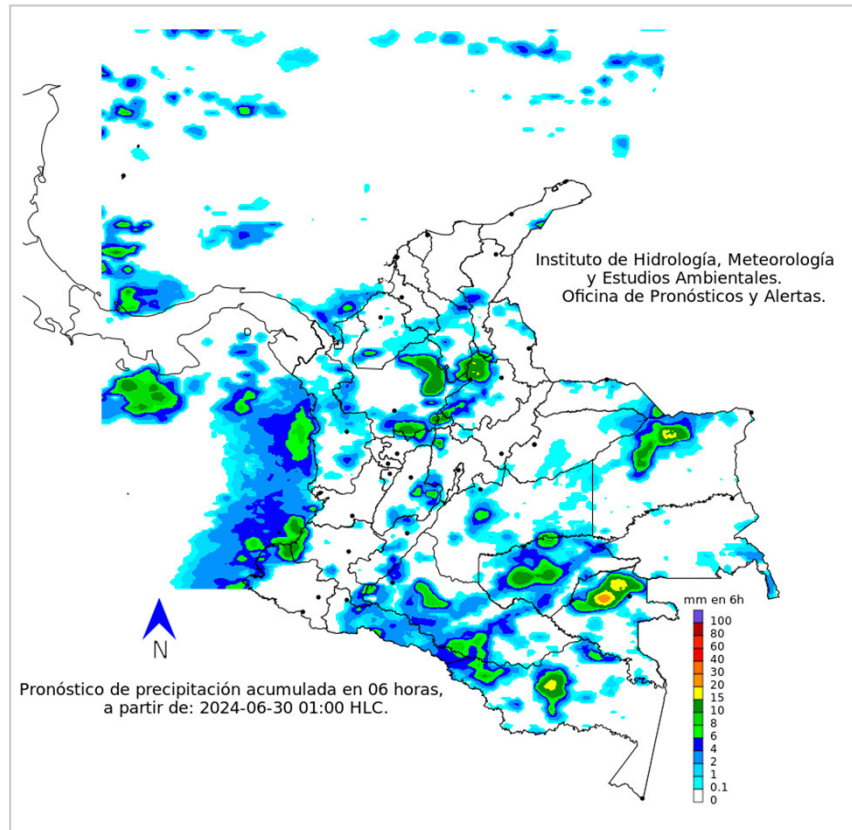 Instituto de Hidrología, Meteorología
y Estudios Ambientales.
Oficina de Pronósticos y Alertas.
mm en 6h
100
80
60
40
30
20
15
10
8
6
4
2
1
0.1
0
N
Pronóstico de precipitación acumulada en 06 horas,
a partir de: 2024-06-30 01:00 HLC.